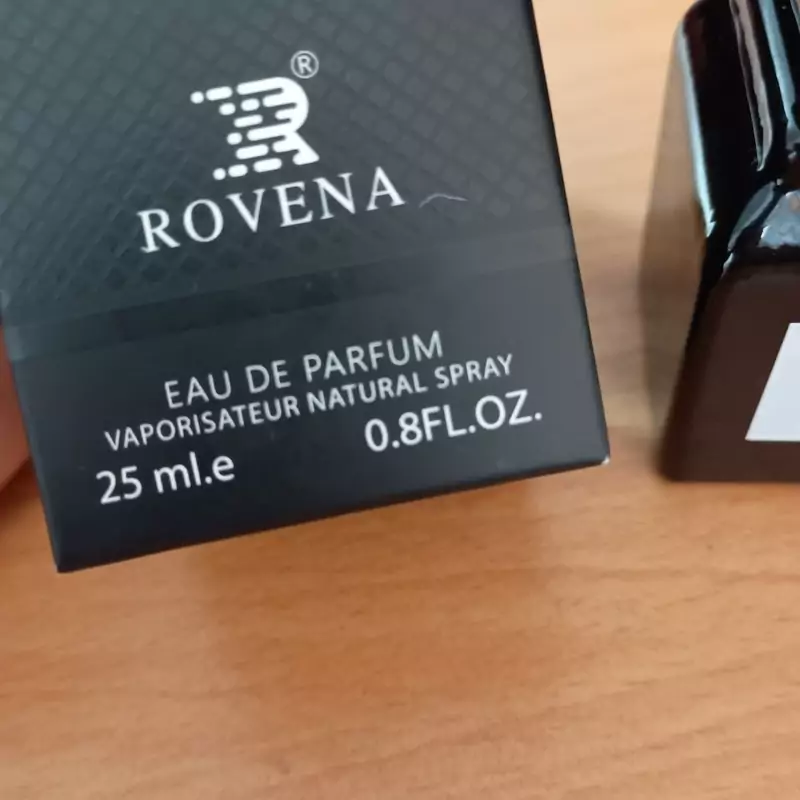 ®
ROVENA
EAU DE PARFUM
VAPORISATEUR NATURAL SPRAY
25 ml.e 0.8FL.OZ.